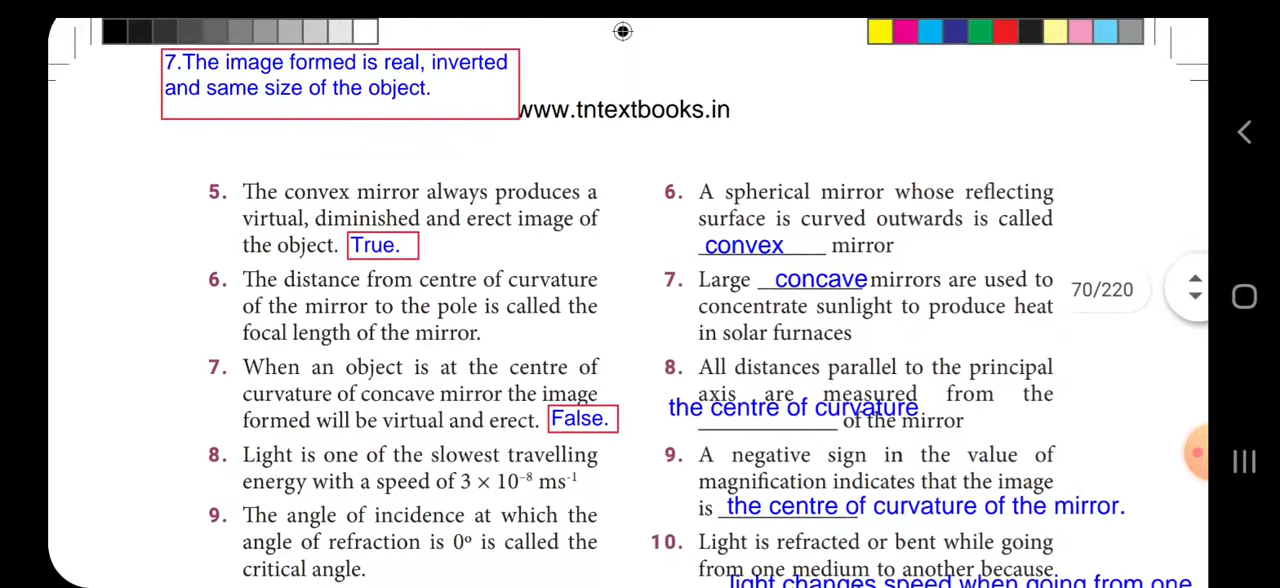 7.The image formed is real, inverted
and same size of the object.
www.tntextbooks.in
5. The convex mirror always produces a
virtual, diminished and erect image of
the object. True.
6. The distance from centre of curvature
of the mirror to the pole is called the
focal length of the mirror.
7. When an object is at the centre of
curvature of concave mirror the image
formed will be virtual and erect. False.
8. Light is one of the slowest travelling
energy with a speed of 3 × 10⁻⁸ ms⁻¹
9. The angle of incidence at which the
angle of refraction is 0º is called the
critical angle.
6. A spherical mirror whose reflecting
surface is curved outwards is called
convex mirror
7. Large concave mirrors are used to
concentrate sunlight to produce heat
in solar furnaces
8. All distances parallel to the principal
axis are measured from the
the centre of curvature
of the mirror
9. A negative sign in the value of
magnification indicates that the image
is the centre of curvature of the mirror.
10. Light is refracted or bent while going
from one medium to another because
light changes speed when going from one
70/220